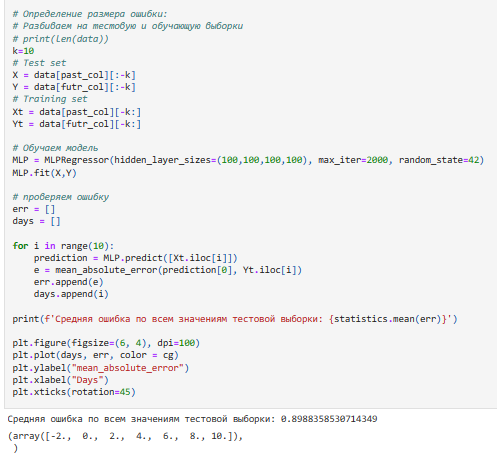 # Определение размера ошибки:
# Разбиваем на тестовую и обучающую выборки
# print(len(data))
k=10
# Test set
X = data[past_col][:-k]
Y = data[futr_col][:-k]
# Training set
Xt = data[past_col][-k:]
Yt = data[futr_col][-k:]
# Обучаем модель
MLP = MLPRegressor(hidden_layer_sizes=(100,100,100,100), max_iter=2000, random_state=42)
MLP.fit(X,Y)
# проверяем ошибку
err = []
days = []
for i in range(10):
    prediction = MLP.predict([Xt.iloc[i]])
    e = mean_absolute_error(prediction[0], Yt.iloc[i])
    err.append(e)
    days.append(i)
print(f'Средняя ошибка по всем значениям тестовой выборки: {statistics.mean(err)}')
plt.figure(figsize=(6, 4), dpi=100)
plt.plot(days, err, color = cg)
plt.ylabel("mean_absolute_error")
plt.xlabel("Days")
plt.xticks(rotation=45)
Средняя ошибка по всем значениям тестовой выборки: 0.8988358530714349
(array([-2., 0., 2., 4., 6., 8., 10.]),
)